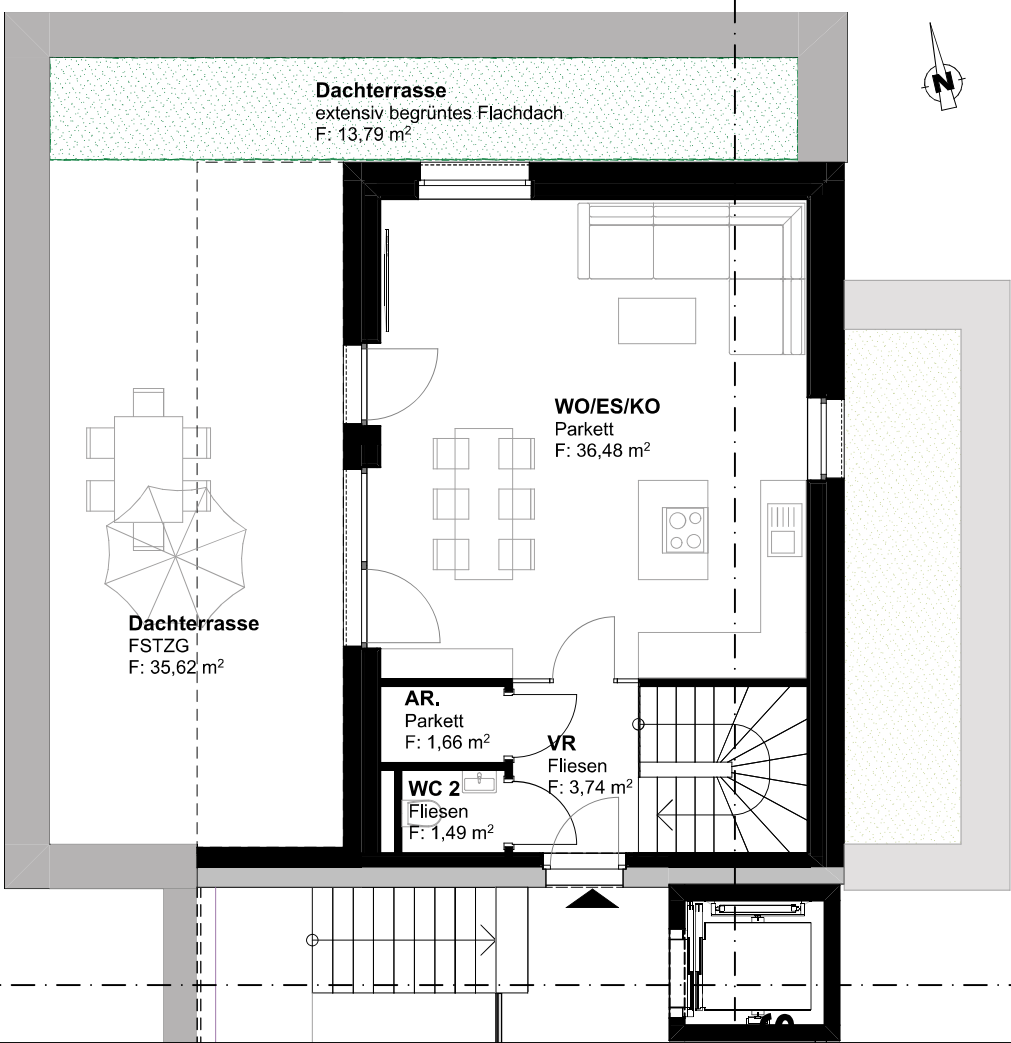 Dachterrasse
extensiv begrüntes Flachdach
F: 13,79 m²
N
WO/ES/KO
Parkett
F: 36,48 m²
Dachterrasse
FSTZG
F: 35,62 m²
AR.
Parkett
F: 1,66 m²
VR
Fliesen
F: 3,74 m²
WC 2
Fliesen
F: 1,49 m²